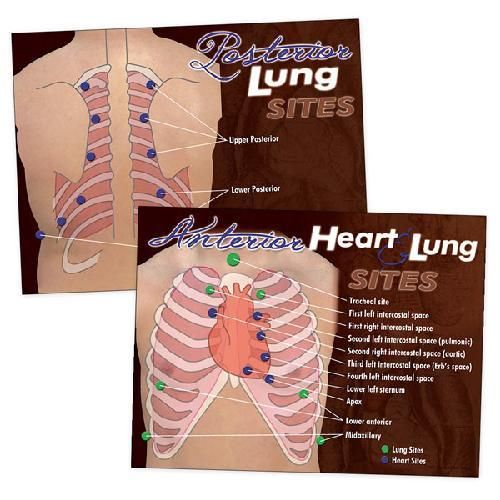 Posterior
Lung
SITES
Upper Posterior
Lower Posterior
Anterior Heart & Lung
SITES
Tracheal site
First left intercostal space
First right intercostal space
Second left intercostal space (pulmonic)
Second right intercostal space (aortic)
Third left intercostal space (Erb's space)
Fourth left intercostal space
Lower left sternum
Apex
Lower anterior
Midaxillary
Lung Sites
Heart Sites